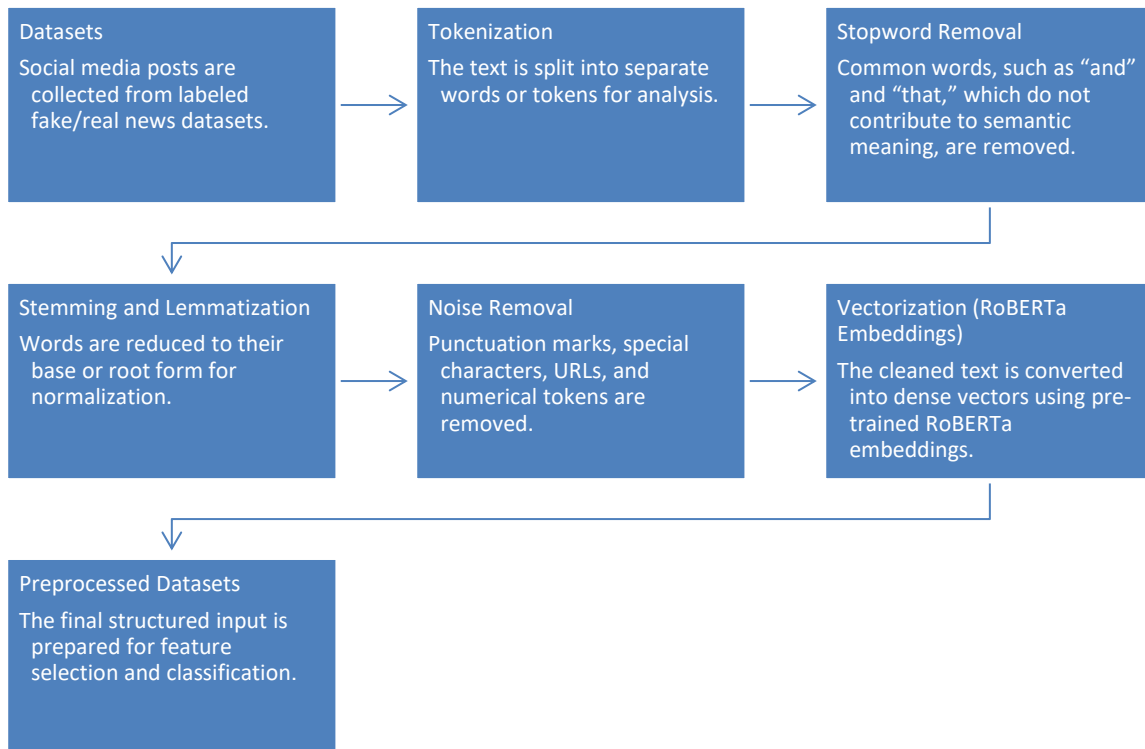 Datasets
Social media posts are
collected from labeled
fake/real news datasets.
Tokenization
The text is split into separate
words or tokens for analysis.
Stopword Removal
Common words, such as “and”
and “that,” which do not
contribute to semantic
meaning, are removed.
Stemming and Lemmatization
Words are reduced to their
base or root form for
normalization.
Noise Removal
Punctuation marks, special
characters, URLs, and
numerical tokens are
removed.
Vectorization (RoBERTa
Embeddings)
The cleaned text is converted
into dense vectors using pre-
trained RoBERTa
embeddings.
Preprocessed Datasets
The final structured input is
prepared for feature
selection and classification.